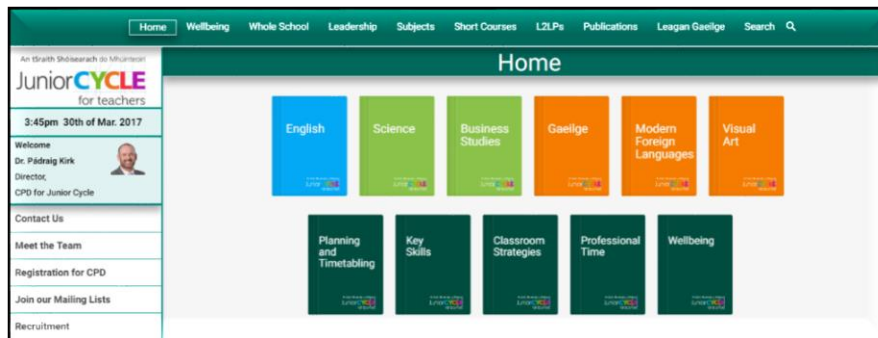 Home Wellbeing Whole School Leadership Subjects Short Courses L2LPs Publications Leagan Gaeilge Search
An tSraith Shóisearach do Mhúinteoirí
JuniorCYCLE
for teachers
3:45pm 30th of Mar. 2017
Welcome
Dr. Pádraig Kirk
Director,
CPD for Junior Cycle
Contact Us
Meet the Team
Registration for CPD
Join our Mailing Lists
Recruitment
Home
English
Science
Business
Studies
Gaeilge
Modern
Foreign
Languages
Visual
Art
Planning
and
Timetabling
Key
Skills
Classroom
Strategies
Professional
Time
Wellbeing